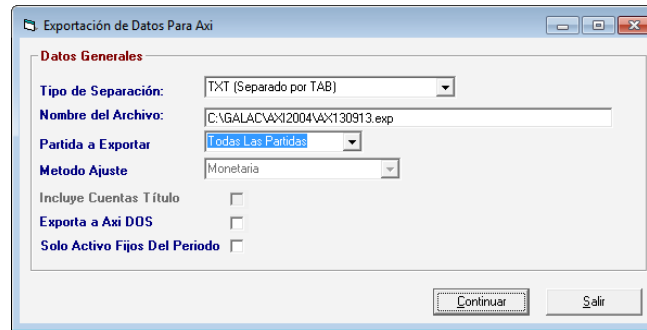 Exportación de Datos Para Axi
Datos Generales
Tipo de Separación: TXT (Separado por TAB)
Nombre del Archivo: C:\GALAC\AXI2004\AX130913.exp
Partida a Exportar Todas Las Partidas
Metodo Ajuste Monetaria
Incluye Cuentas Título
Exporta a Axi DOS
Solo Activo Fijos Del Periodo
Continuar Salir